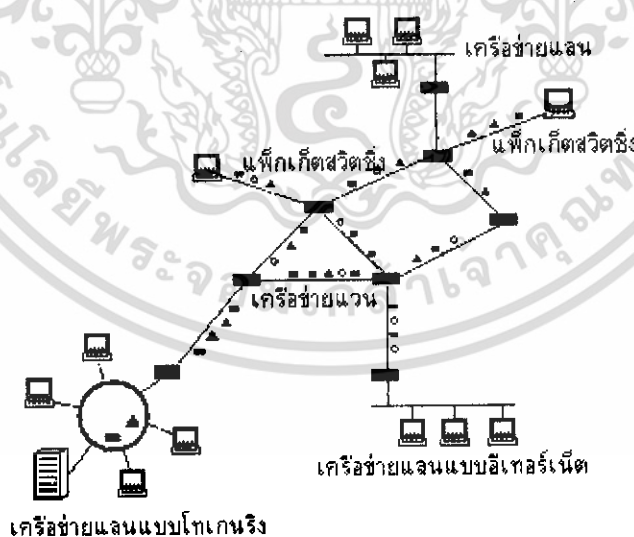 เครือข่ายแลน
แพ็กเก็ตสวิตชิ่ง
แพ็กเก็ตสวิตชิ่ง
เครือข่ายแวน
เครือข่ายแลนแบบอีเทอร์เน็ต
เครือข่ายแลนแบบโทเกนริง